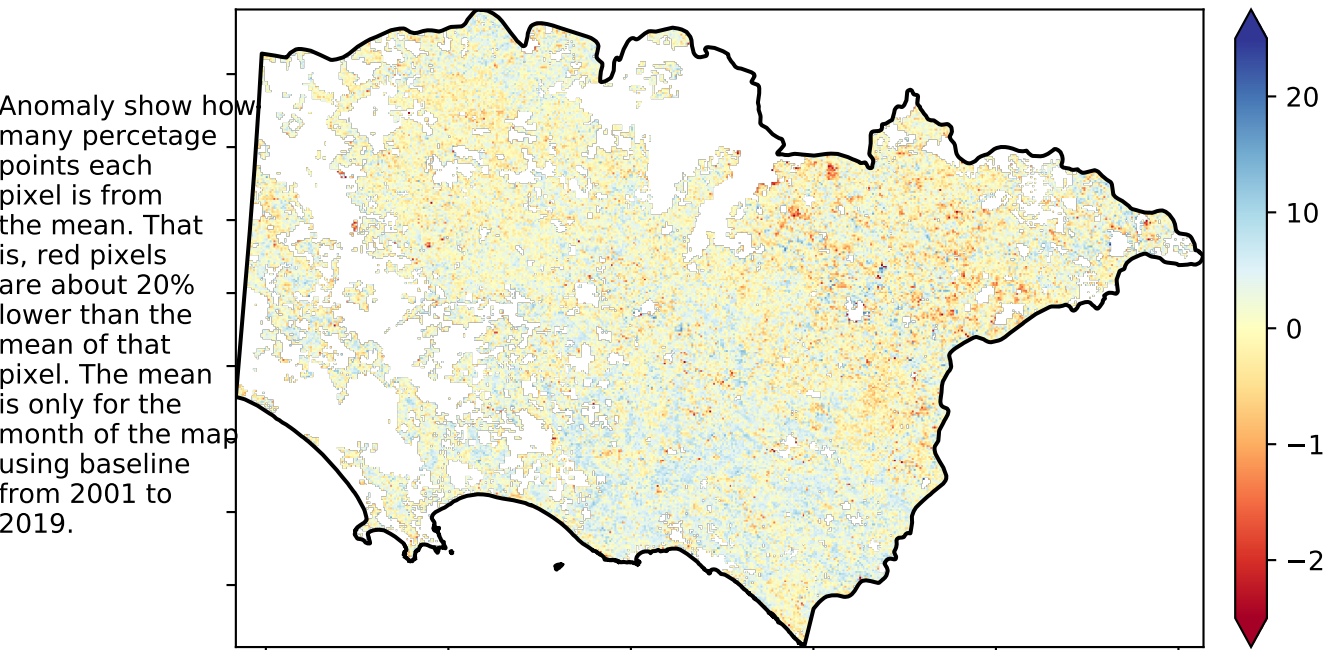 Anomaly show how
many percetage
points each
pixel is from
the mean. That
is, red pixels
are about 20%
lower than the
mean of that
pixel. The mean
is only for the
month of the map
using baseline
from 2001 to
2019.
20
10
0
−1
−2